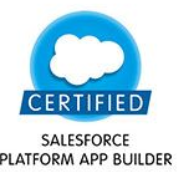 CERTIFIED
SALESFORCE
PLATFORM APP BUILDER